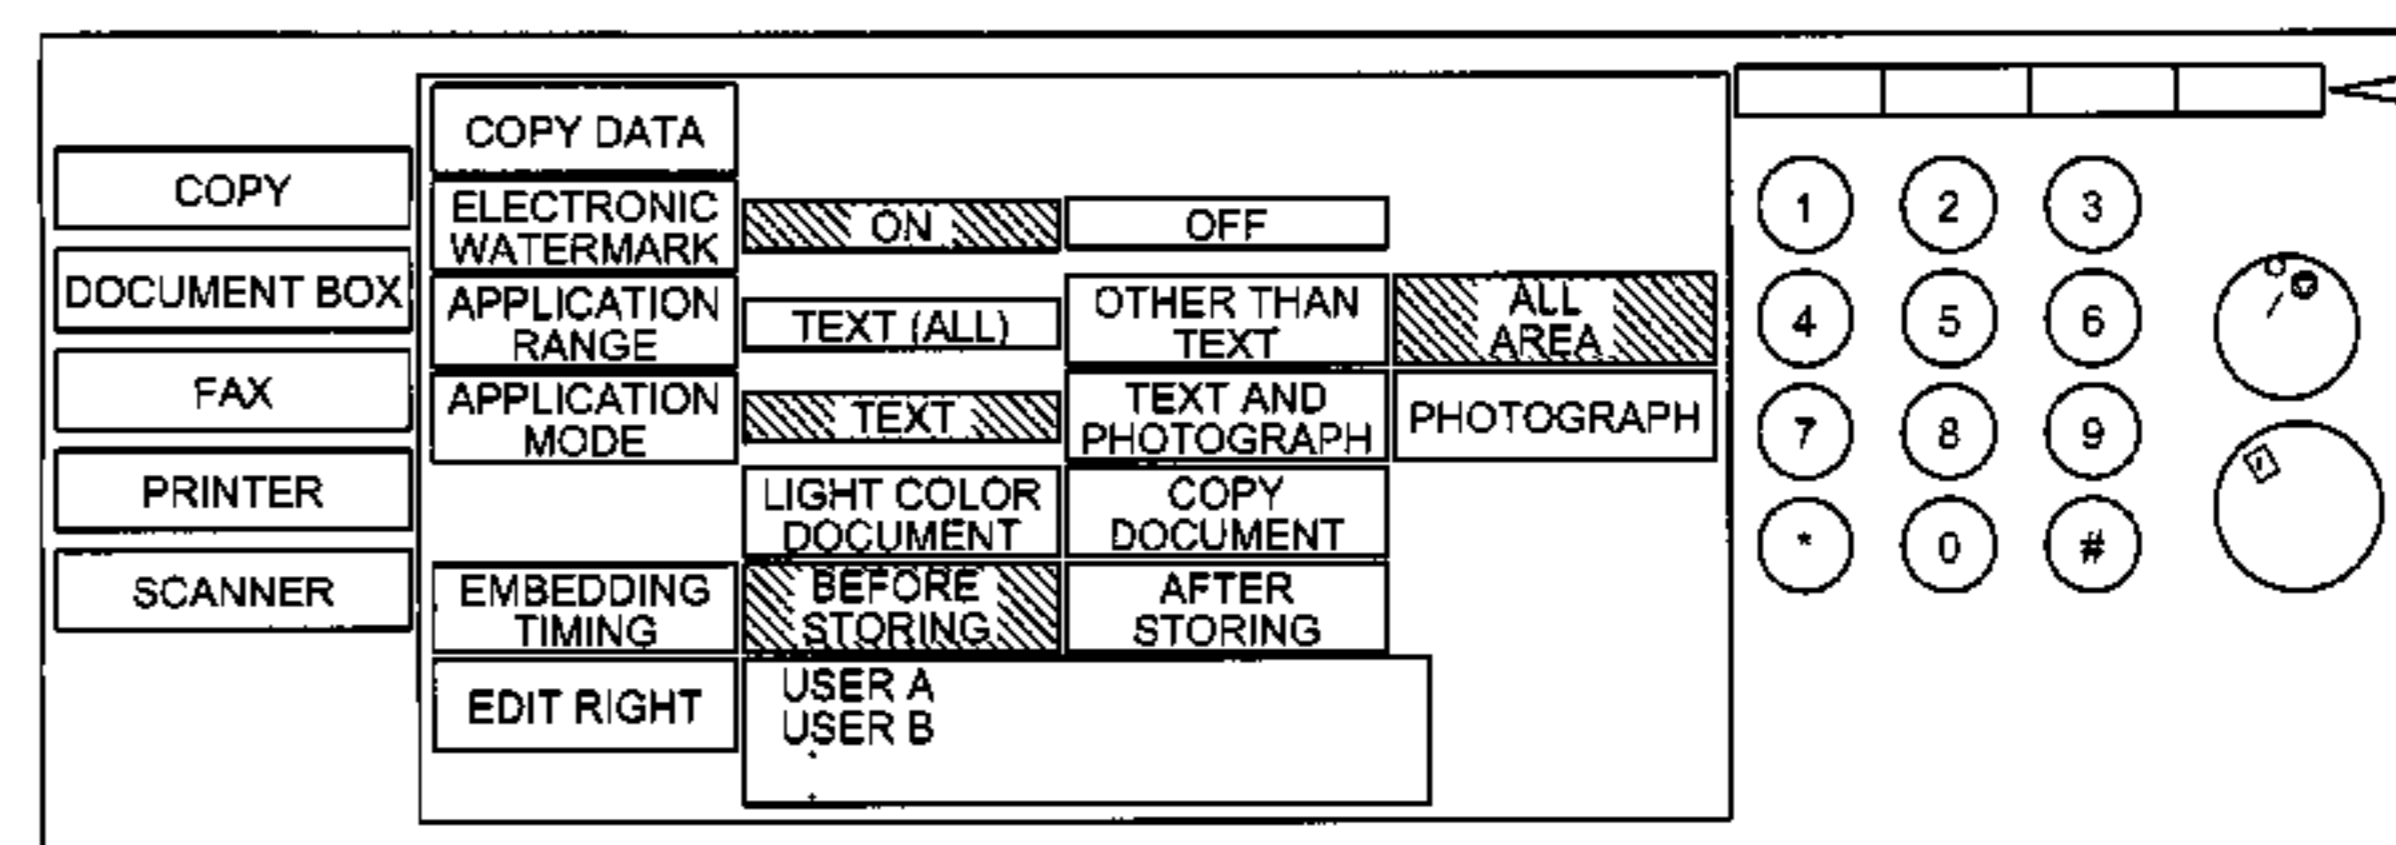 COPY
DOCUMENT BOX
FAX
PRINTER
SCANNER
COPY DATA
ELECTRONIC
WATERMARK
ON
OFF
APPLICATION
RANGE
TEXT (ALL)
OTHER THAN
TEXT
ALL
AREA
APPLICATION
MODE
TEXT
TEXT AND
PHOTOGRAPH
PHOTOGRAPH
LIGHT COLOR
DOCUMENT
COPY
DOCUMENT
EMBEDDING
TIMING
BEFORE
STORING
AFTER
STORING
EDIT RIGHT
USER A
USER B
1 2 3
4 5 6
7 8 9
* 0 #